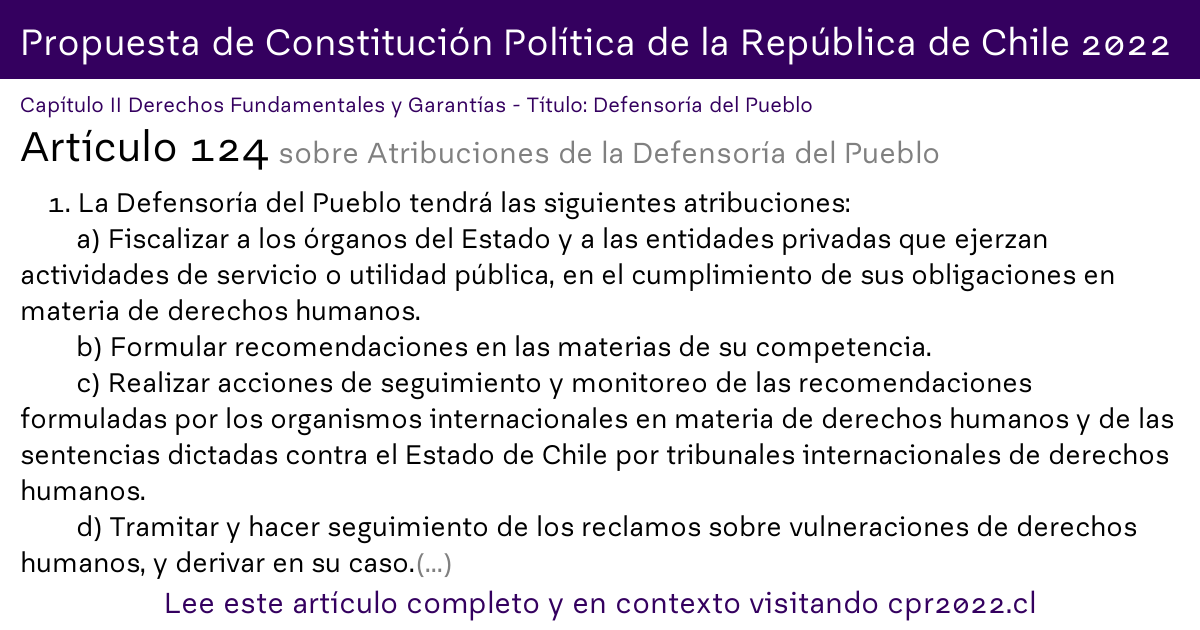 Propuesta de Constitución Política de la República de Chile 2022
Capítulo II Derechos Fundamentales y Garantías - Título: Defensoría del Pueblo
Artículo 124 sobre Atribuciones de la Defensoría del Pueblo
1. La Defensoría del Pueblo tendrá las siguientes atribuciones:
a) Fiscalizar a los órganos del Estado y a las entidades privadas que ejerzan
actividades de servicio o utilidad pública, en el cumplimiento de sus obligaciones en
materia de derechos humanos.
b) Formular recomendaciones en las materias de su competencia.
c) Realizar acciones de seguimiento y monitoreo de las recomendaciones
formuladas por los organismos internacionales en materia de derechos humanos y de las
sentencias dictadas contra el Estado de Chile por tribunales internacionales de derechos
humanos.
d) Tramitar y hacer seguimiento de los reclamos sobre vulneraciones de derechos
humanos, y derivar en su caso.(...)
Lee este artículo completo y en contexto visitando cpr2022.cl